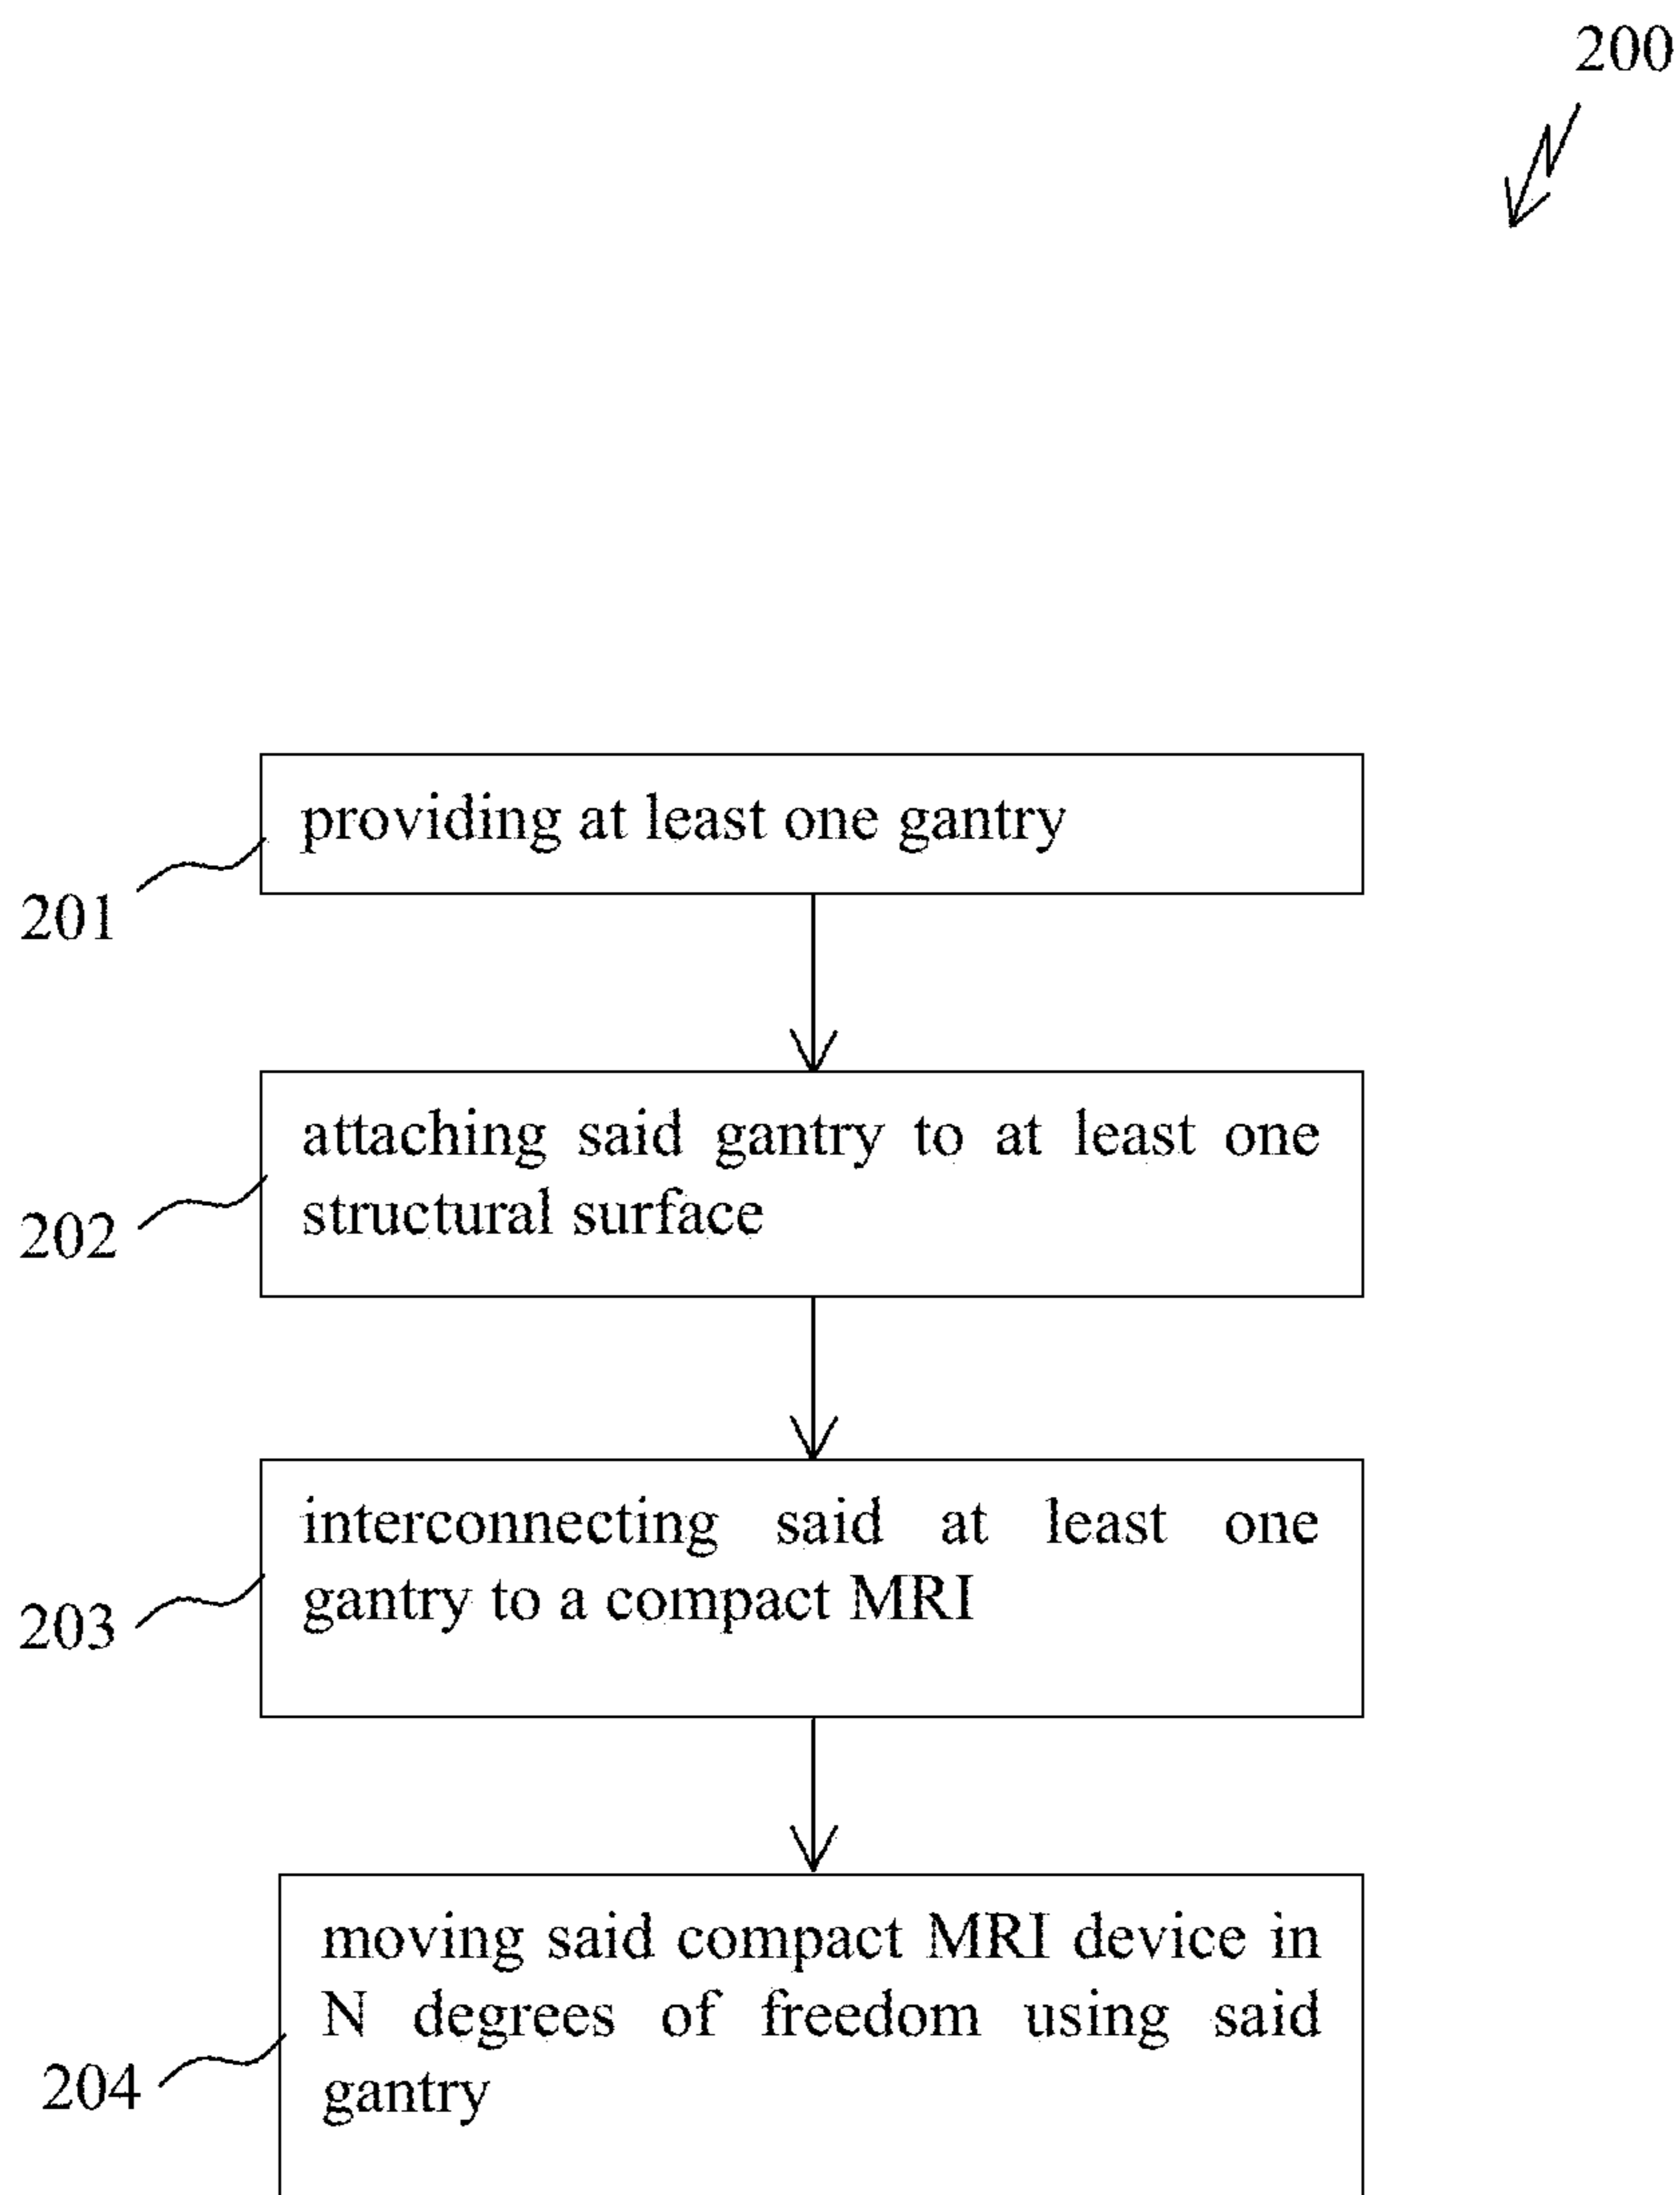 200
providing at least one gantry
201
attaching said gantry to at least one
structural surface
202
interconnecting said at least one
gantry to a compact MRI
203
moving said compact MRI device in
N degrees of freedom using said
gantry
204